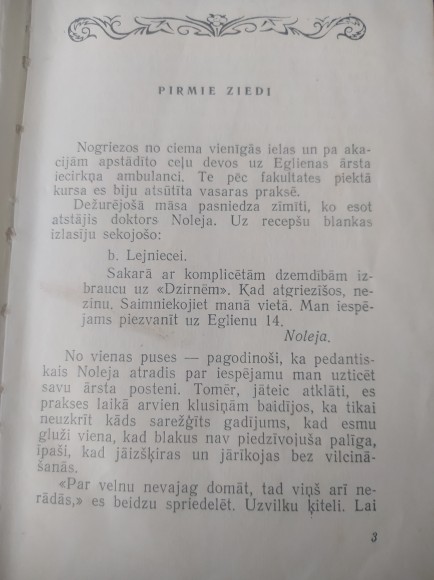 PIRMIE ZIEDI
Nogriezos no ciema vienīgās ielas un pa aka-
cijām apstādīto ceļu devos uz Eglienas ārsta
iecirkņa ambulanci. Te pēc fakultates piektā
kursa es biju atsūtīta vasaras praksē.
Dežurējošā māsa pasniedza zīmīti, ko esot
atstājis doktors Noleja. Uz recepšu blankas
izlasīju sekojošo:
b. Lejniecei.
Sakarā ar komplicētām dzemdībām iz-
braucu uz «Dzirnēm». Kad atgriezīšos, ne-
zinu. Saimniekojiet manā vietā. Man iespē-
jams piezvanīt uz Eglienu 14.
Noleja.
No vienas puses — pagodinoši, ka pedantis-
kais Noleja atradis par iespējamu man uzticēt
savu ārsta posteni. Tomēr, jāteic atklāti, es
prakses laikā arvien klusiņām baidījos, ka tikai
neuzkrīt kāds sarežģīts gadījums, kad esmu
gluži viena, kad blakus nav piedzīvojuša palīga,
īpaši, kad jāizšķiras un jārīkojas bez vilcinā-
šanās.
«Par velnu nevajag domāt, tad viņš arī ne-
rādās,» es beidzu spriedelēt. Uzvilku ķiteli. Lai
3